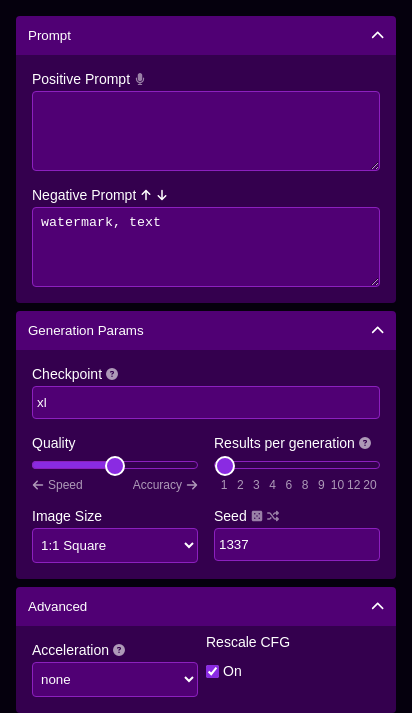 Prompt
Positive Prompt
Negative Prompt
watermark, text
Generation Params
Checkpoint
xl
Quality
Results per generation
Speed
Accuracy
1 2 3 4 6 8 9 10 12 20
Image Size
Seed
1:1 Square
1337
Advanced
Acceleration
Rescale CFG
none
On